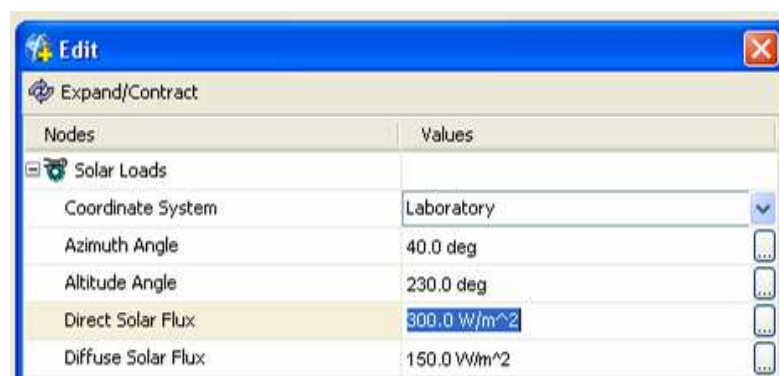 Edit
Expand/Contract
Nodes Values
Solar Loads
Coordinate System Laboratory
Azimuth Angle 40.0 deg
Altitude Angle 230.0 deg
Direct Solar Flux 300.0 W/m^2
Diffuse Solar Flux 150.0 W/m^2